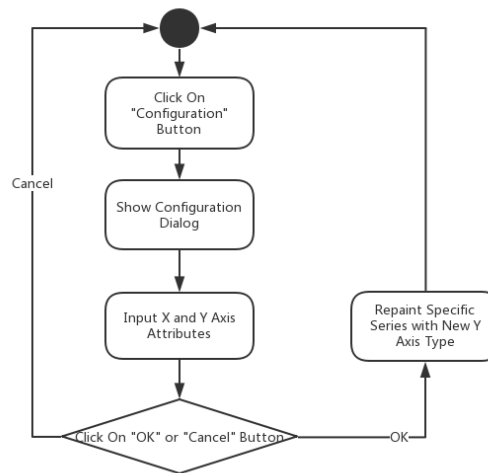 Click On
"Configuration"
Button
Cancel
Show Configuration
Dialog
Input X and Y Axis
Attributes
Repaint Specific
Series with New Y
Axis Type
Click On "OK" or "Cancel" Button
OK